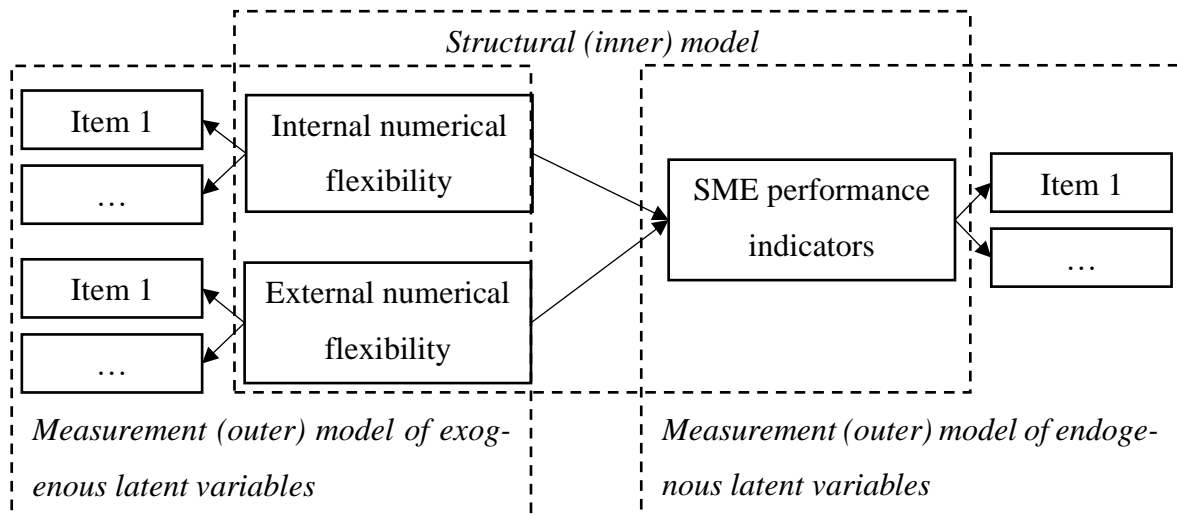 Structural (inner) model
Item 1
…
Internal numerical
flexibility
Item 1
…
External numerical
flexibility
SME performance
indicators
Item 1
…
Measurement (outer) model of exog-
enous latent variables
Measurement (outer) model of endoge-
nous latent variables